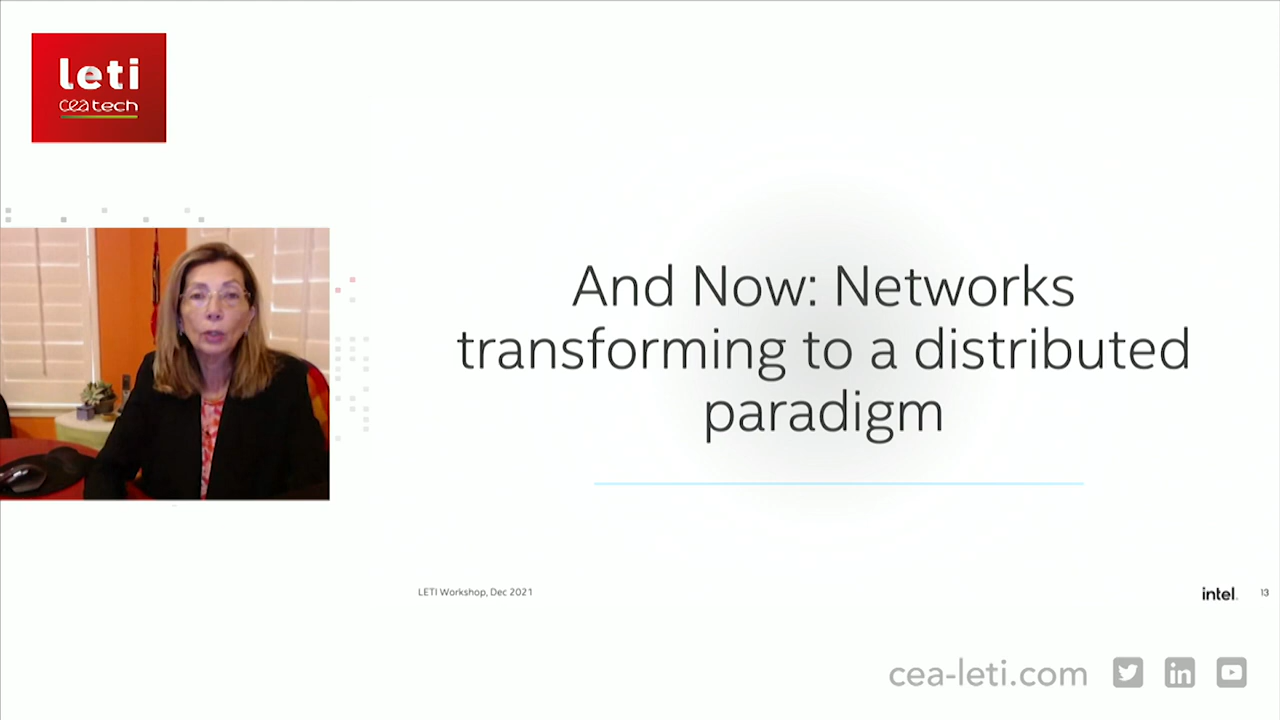 leti
cea tech
And Now: Networks
transforming to a distributed
paradigm
LETI Workshop, Dec 2021
intel.
13
cea-leti.com
in